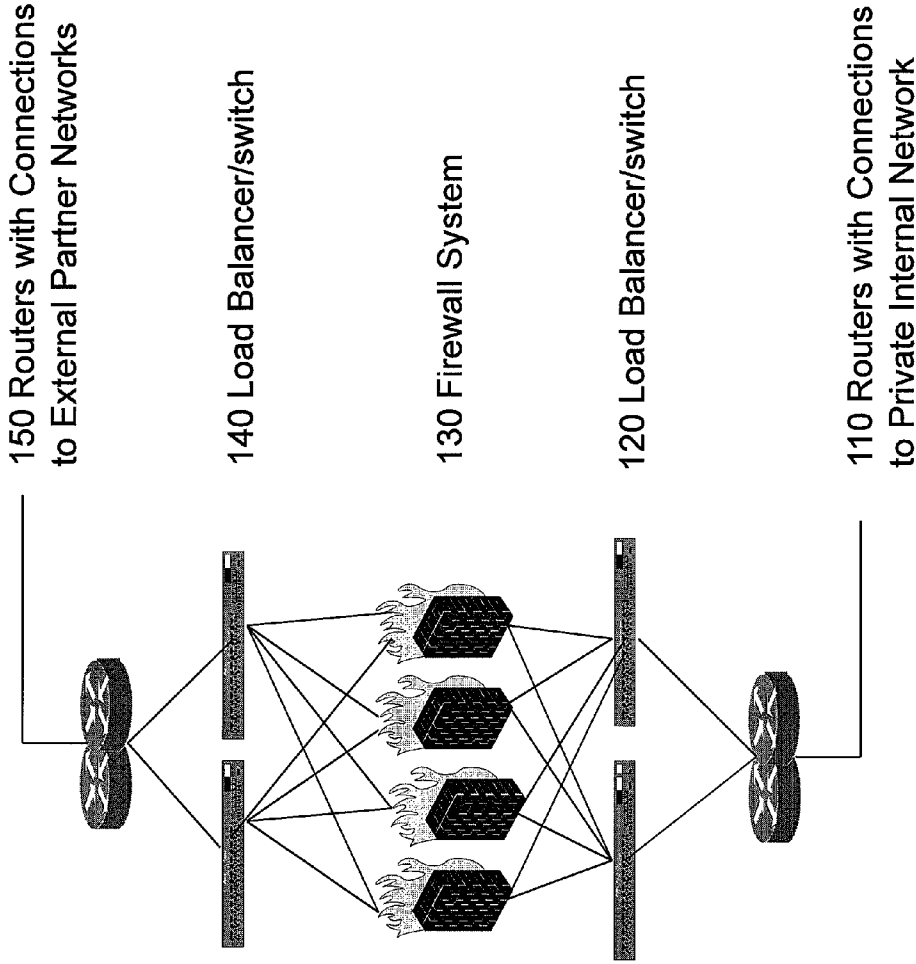 150 Routers with Connections
to External Partner Networks
140 Load Balancer/switch
130 Firewall System
120 Load Balancer/switch
110 Routers with Connections
to Private Internal Network